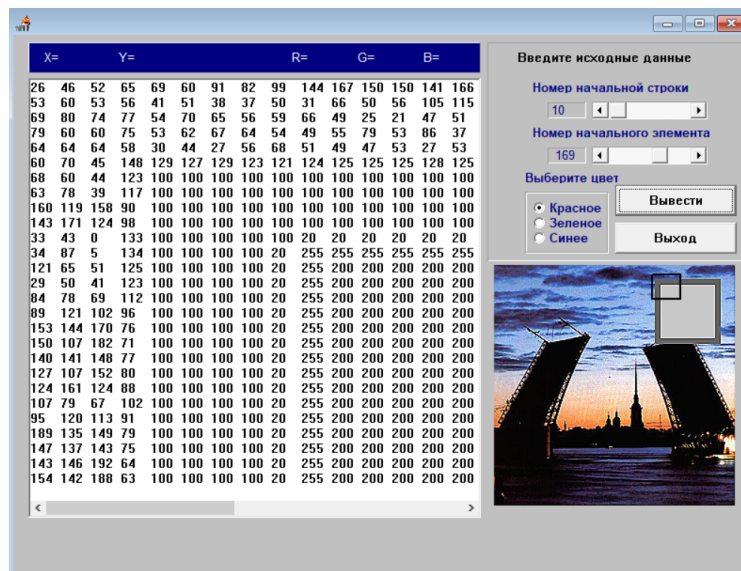 X= Y= R= G= B=
26 46 52 65 69 60 91 82 99 144 167 150 150 141 166
53 60 53 56 41 51 38 37 50 31 66 50 56 105 115
69 80 74 77 54 70 65 56 59 66 49 25 21 47 51
79 60 60 75 53 62 67 64 54 49 55 79 53 86 37
64 64 64 58 30 44 27 56 68 51 49 47 53 27 53
60 70 45 148 129 127 129 123 121 124 125 125 125 128 125
68 60 44 123 100 100 100 100 100 100 100 100 100 100 100
63 78 39 117 100 100 100 100 100 100 100 100 100 100 100
160 119 158 90 100 100 100 100 100 100 100 100 100 100 100
143 171 124 98 100 100 100 100 100 100 100 100 100 100 100
33 43 0 133 100 100 100 100 100 20 20 20 20 20 20
34 87 5 134 100 100 100 100 20 255 255 255 255 255 255
121 65 51 125 100 100 100 100 20 255 200 200 200 200 200
29 50 41 123 100 100 100 100 20 255 200 200 200 200 200
84 78 69 112 100 100 100 100 20 255 200 200 200 200 200
89 121 102 96 100 100 100 100 20 255 200 200 200 200 200
153 144 170 76 100 100 100 100 20 255 200 200 200 200 200
150 107 182 71 100 100 100 100 20 255 200 200 200 200 200
140 141 148 77 100 100 100 100 20 255 200 200 200 200 200
127 107 152 80 100 100 100 100 20 255 200 200 200 200 200
124 161 124 88 100 100 100 100 20 255 200 200 200 200 200
107 79 67 102 100 100 100 100 20 255 200 200 200 200 200
95 120 113 91 100 100 100 100 20 255 200 200 200 200 200
189 135 149 79 100 100 100 100 20 255 200 200 200 200 200
147 137 143 75 100 100 100 100 20 255 200 200 200 200 200
143 146 192 64 100 100 100 100 20 255 200 200 200 200 200
154 142 188 63 100 100 100 100 20 255 200 200 200 200 200
Введите исходные данные
Номер начальной строки
10
Номер начального элемента
169
Выберите цвет
Красное
Зеленое
Синее
Вывести
Выход